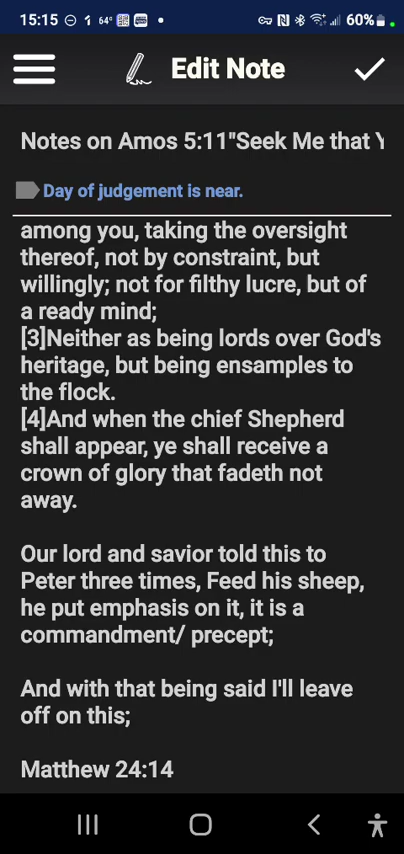 15:15
64°
60%
Edit Note
Notes on Amos 5:11"Seek Me that Y
Day of judgement is near.
among you, taking the oversight
thereof, not by constraint, but
willingly; not for filthy lucre, but of
a ready mind;
[3]Neither as being lords over God's
heritage, but being ensamples to
the flock.
[4]And when the chief Shepherd
shall appear, ye shall receive a
crown of glory that fadeth not
away.
Our lord and savior told this to
Peter three times, Feed his sheep,
he put emphasis on it, it is a
commandment/ precept;
And with that being said I'll leave
off on this;
Matthew 24:14